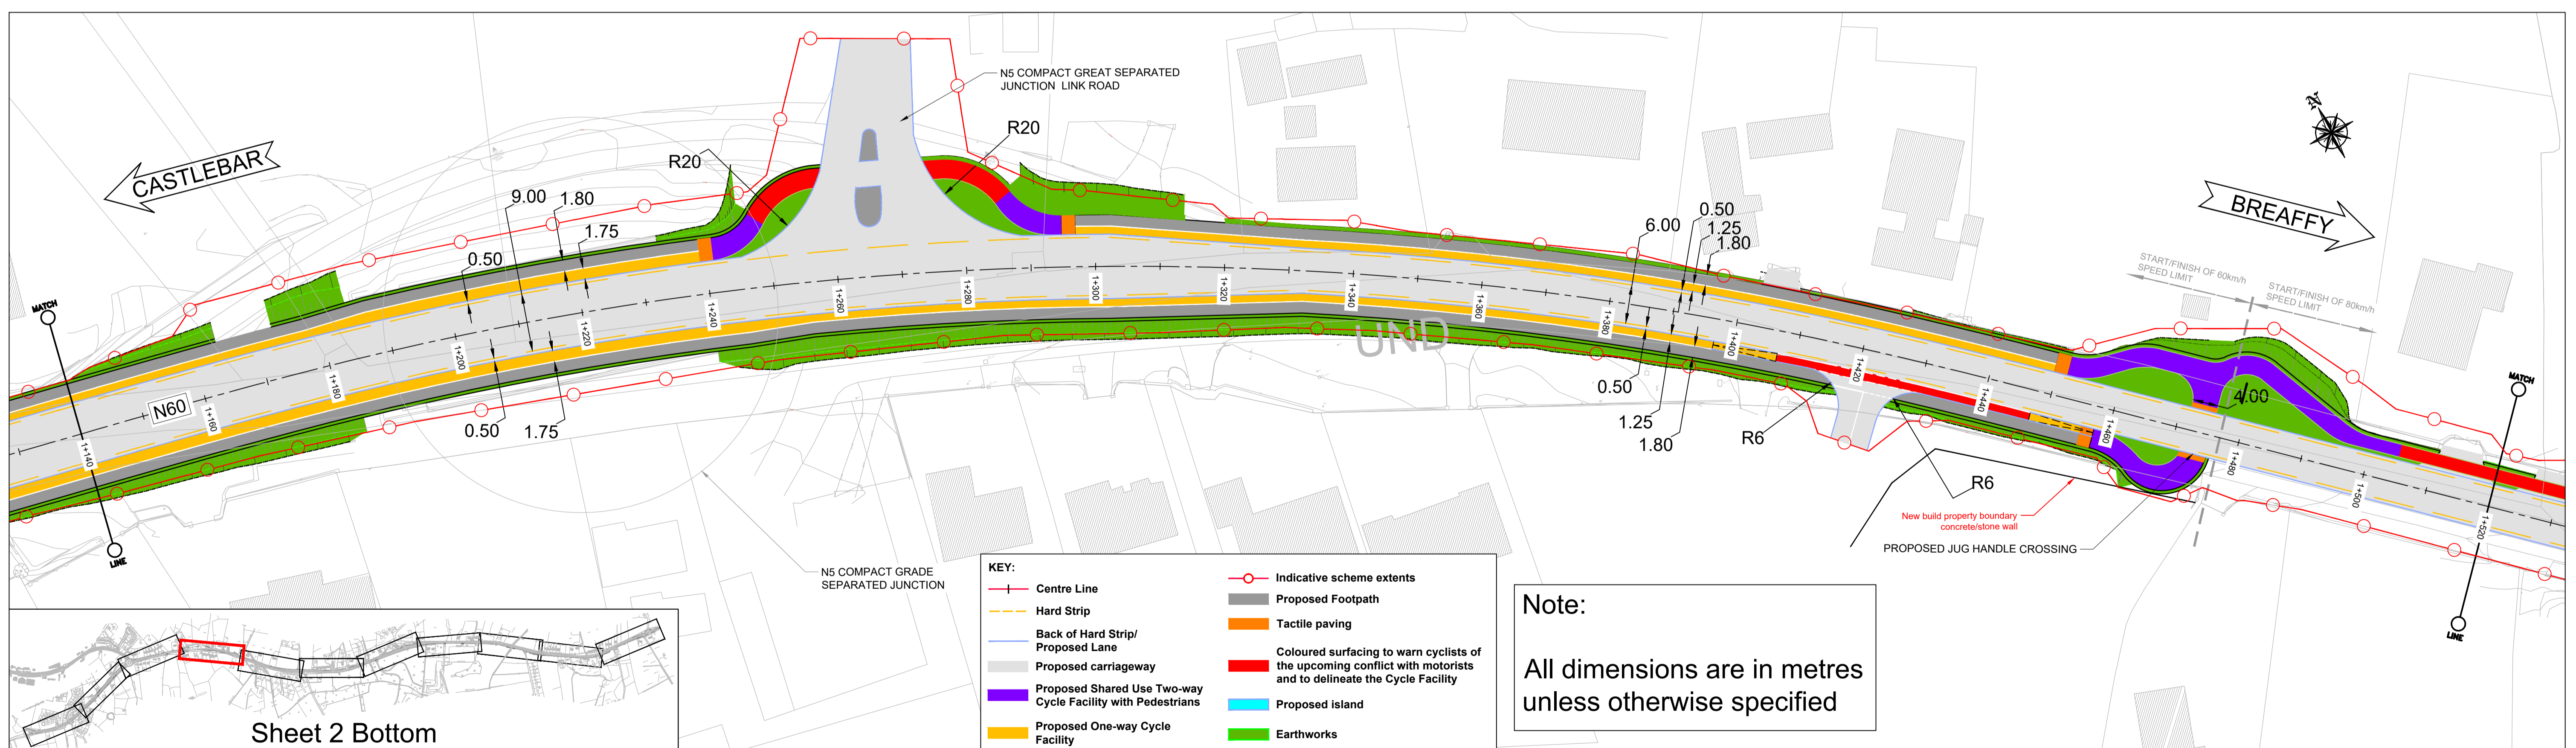 N5 COMPACT GREAT SEPARATED
JUNCTION LINK ROAD
CASTLEBAR
R20
R20
N
BREAFFY
9.00
1.80
1.75
0.50
6.00
0.50
1.25
1.80
START/FINISH OF 60km/h
SPEED LIMIT
START/FINISH OF 80km/h
SPEED LIMIT
MATCH
LINE
N60
1+140
1+160
1+180
1+200
1+220
1+240
1+260
1+280
1+300
1+320
1+340
1+360
1+380
1+400
1+420
1+440
1+460
1+480
1+500
1+520
UND
0.50
1.75
0.50
1.25
1.80
R6
R6
4.00
MATCH
LINE
New build property boundary
concrete/stone wall
PROPOSED JUG HANDLE CROSSING
N5 COMPACT GRADE
SEPARATED JUNCTION
KEY:
Centre Line
Hard Strip
Back of Hard Strip/
Proposed Lane
Proposed carriageway
Proposed Shared Use Two-way
Cycle Facility with Pedestrians
Proposed One-way Cycle
Facility
Indicative scheme extents
Proposed Footpath
Tactile paving
Coloured surfacing to warn cyclists of
the upcoming conflict with motorists
and to delineate the Cycle Facility
Proposed island
Earthworks
Note:
All dimensions are in metres
unless otherwise specified
Sheet 2 Bottom